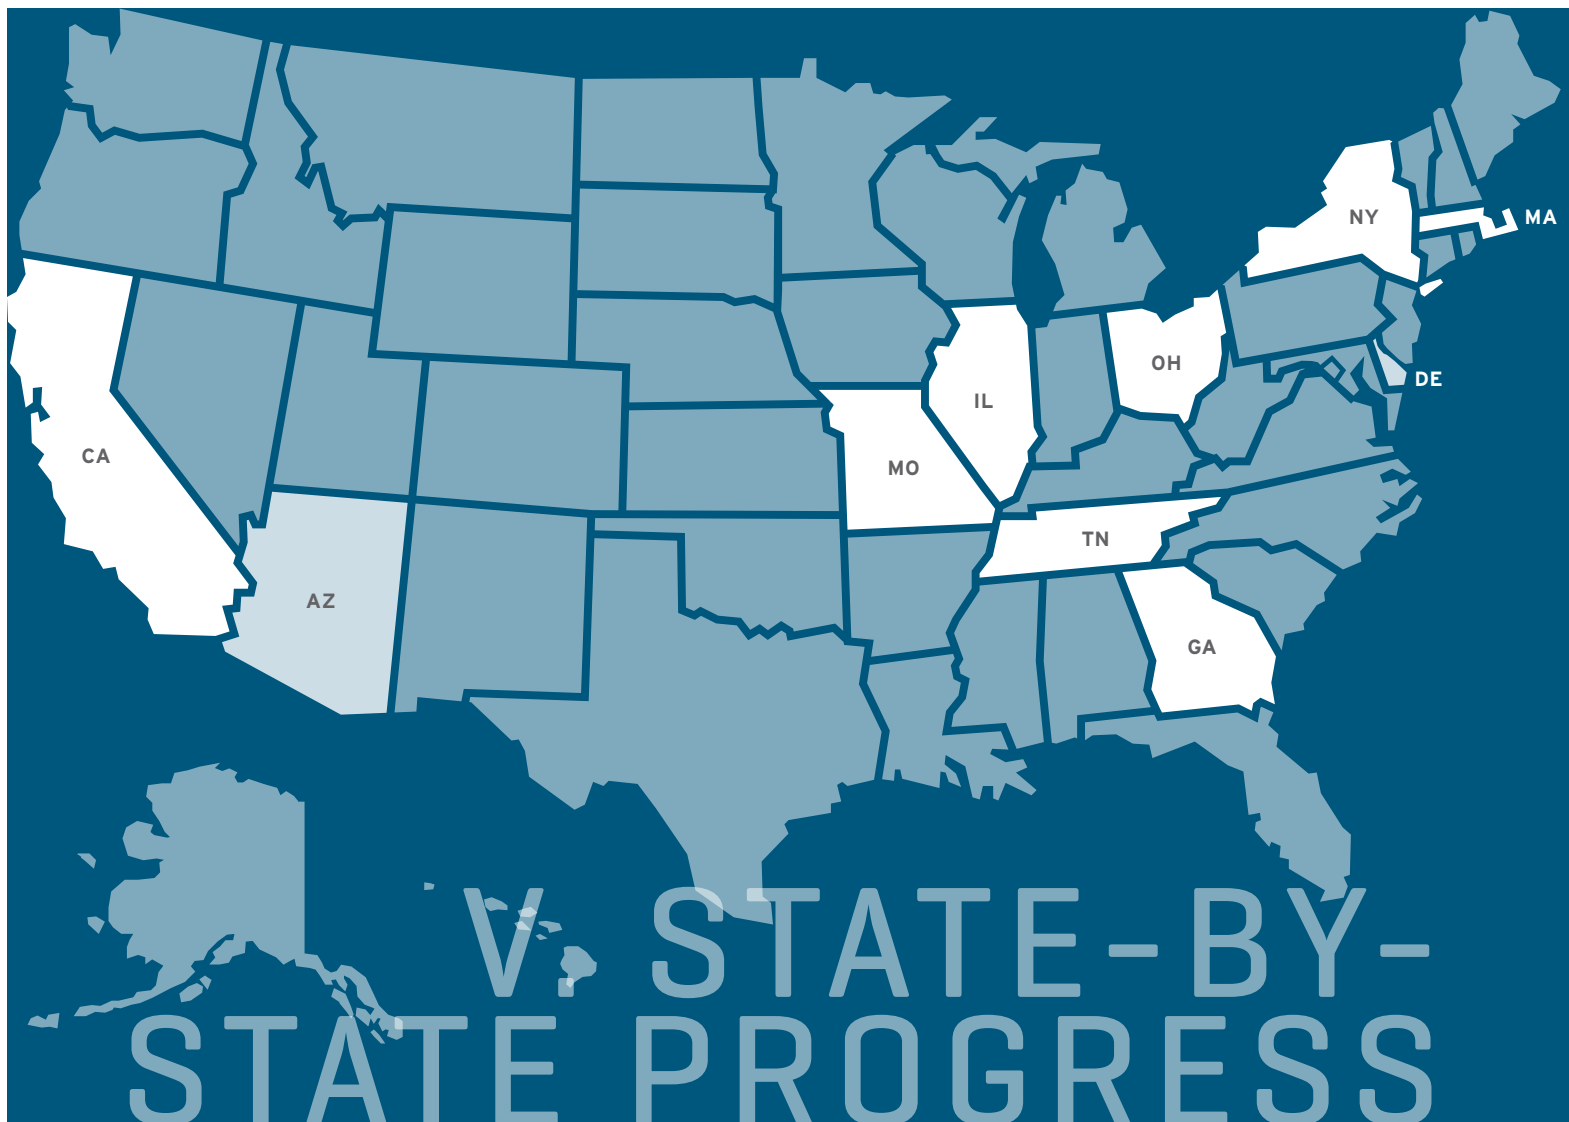 NY
MA
OH
DE
IL
CA
MO
TN
AZ
GA
V. STATE-BY-
STATE PROGRESS